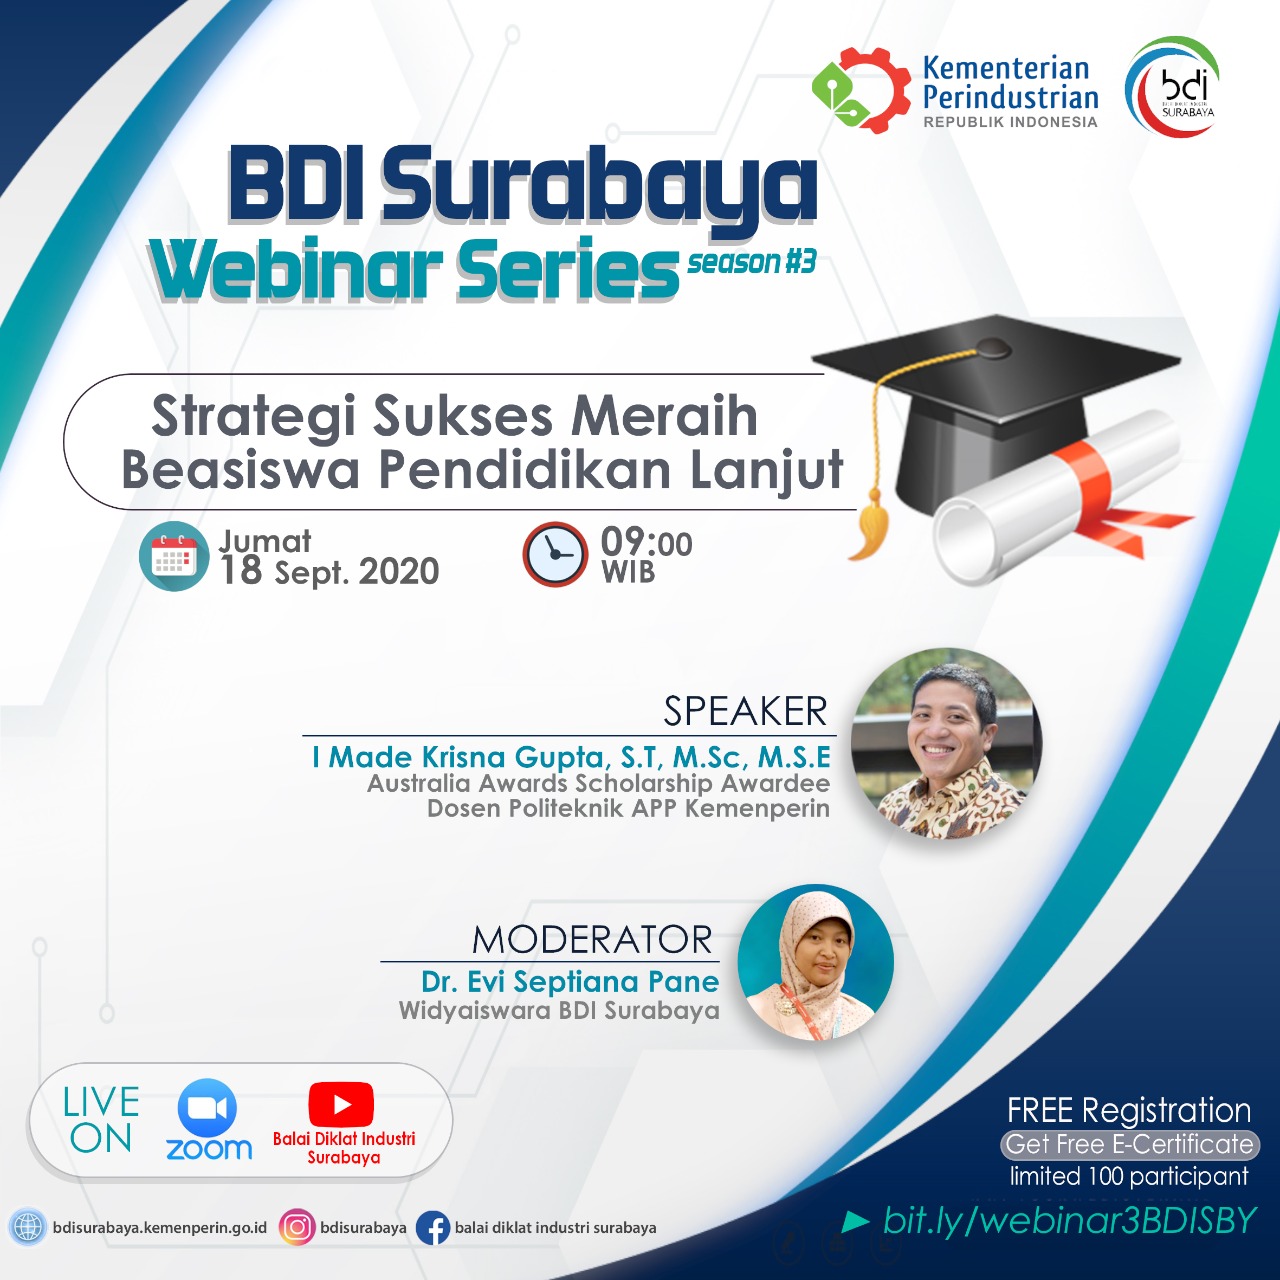 Kementerian
Perindustrian
REPUBLIK INDONESIA
bdi
SURABAYA
BDI Surabaya
Webinar Series season #3
Strategi Sukses Meraih
Beasiswa Pendidikan Lanjut
Jumat
18 Sept. 2020
09:00
WIB
SPEAKER
I Made Krisna Gupta, S.T, M.Sc, M.S.E
Australia Awards Scholarship Awardee
Dosen Politeknik APP Kemenperin
MODERATOR
Dr. Evi Septiana Pane
Widyaiswara BDI Surabaya
LIVE
ON
zoom
Balai Diklat Industri
Surabaya
FREE Registration
Get Free E-Certificate
limited 100 participant
bit.ly/webinar3BDISBY
bdisurabaya.kemenperin.go.id
bdisurabaya
balai diklat industri surabaya